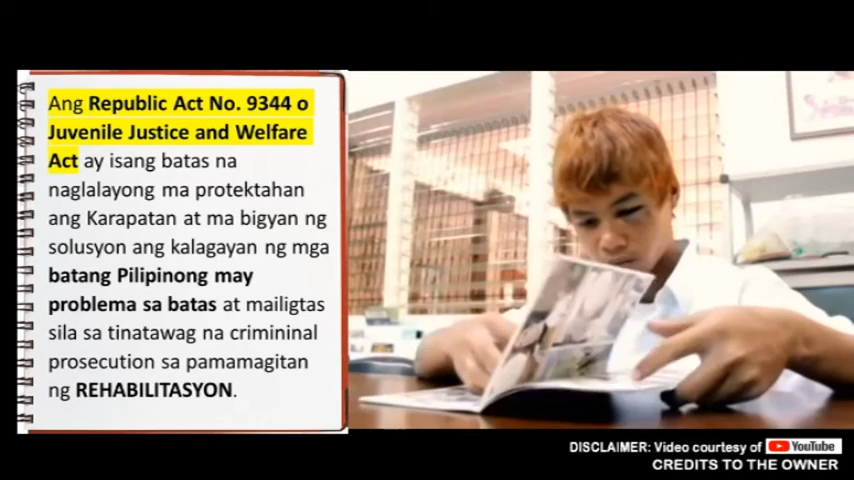 Ang Republic Act No. 9344 o
Juvenile Justice and Welfare
Act ay isang batas na
naglalayong ma protektahan
ang Karapatan at ma bigyan ng
solusyon ang kalagayan ng mga
batang Pilipinong may
problema sa batas at mailigtas
sila sa tinatawag na crimininal
prosecution sa pamamagitan
ng REHABILITASYON.
DISCLAIMER: Video courtesy of YouTube
CREDITS TO THE OWNER